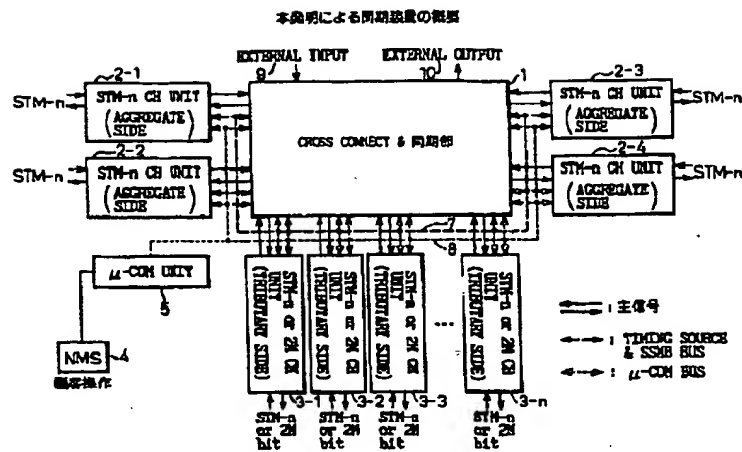 本発明による同期装置の概要
EXTERNAL INPUT
9
EXTERNAL OUTPUT
10
1
2-1
STM-n
STM-n CH UNIT
(AGGREGATE
SIDE)
2-2
STM-n
STM-n CH UNIT
(AGGREGATE
SIDE)
CROSS CONNECT & 同期部
2-3
STM-n CH UNIT
(AGGREGATE
SIDE)
STM-n
2-4
STM-n CH UNIT
(AGGREGATE
SIDE)
STM-n
7
8
μ-COM UNIT
5
NMS
4
顧客操作
STM-n or 2M CH
UNIT
(TRIBUTARY SIDE)
3-1
STM-n
or 2M
bit
STM-n or 2M CH
UNIT
(TRIBUTARY SIDE)
3-2
STM-n
or 2M
bit
STM-n or 2M CH
UNIT
(TRIBUTARY SIDE)
3-3
STM-n
or 2M
bit
...
STM-n or 2M CH
UNIT
(TRIBUTARY SIDE)
3-n
STM-n
or 2M
bit
: 主信号
: TIMING SOURCE
& SSMB BUS
: μ-COM BUS